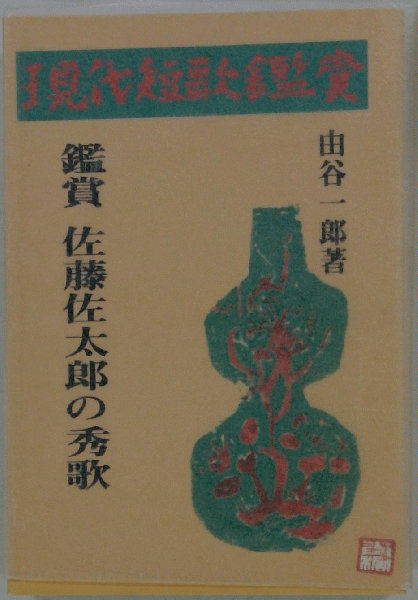 現代短歌鑑賞
由谷一郎著
鑑賞 佐藤佐太郎の秀歌